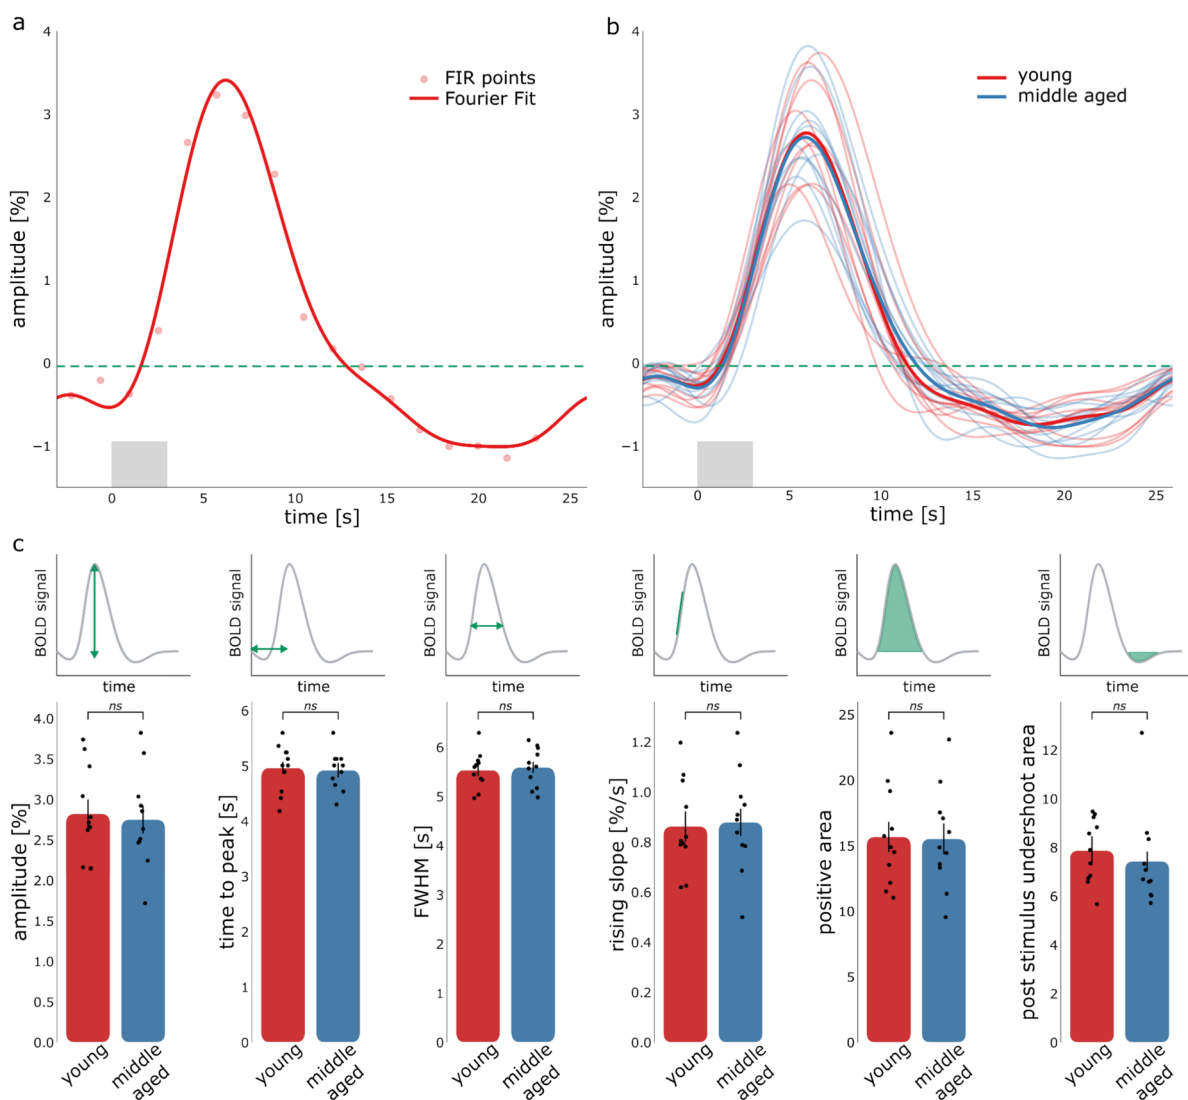 a
4
3
2
1
0
−1
amplitude [%]
FIR points
Fourier Fit
0
5
10
15
20
25
time [s]
b
4
3
2
1
0
−1
amplitude [%]
young
middle aged
0
5
10
15
20
25
time [s]
c
BOLD signal
time
BOLD signal
time
BOLD signal
time
BOLD signal
time
BOLD signal
time
BOLD signal
time
amplitude [%]
4.0
3.0
2.5
2.0
1.5
1.0
0.5
0.0
ns
young
middle
aged
time to peak [s]
6
5
4
3
2
1
0
ns
young
middle
aged
FWHM [s]
6
5
4
3
2
1
0
ns
young
middle
aged
rising slope [%/s]
1.2
1.0
0.8
0.6
0.4
0.2
0.0
ns
young
middle
aged
positive area
25
20
15
10
5
0
ns
young
middle
aged
post stimulus undershoot area
12
10
8
6
4
2
0
ns
young
middle
aged